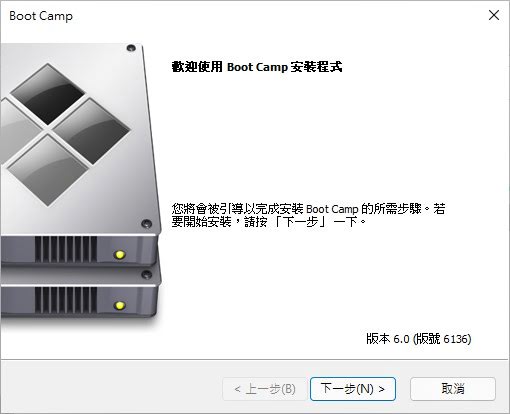 Boot Camp
歡迎使用 Boot Camp 安裝程式
您將會被引導以完成安裝 Boot Camp 的所需步驟。若
要開始安裝，請按「下一步」一下。
版本 6.0 (版號 6136)
< 上一步(B)
下一步(N) >
取消